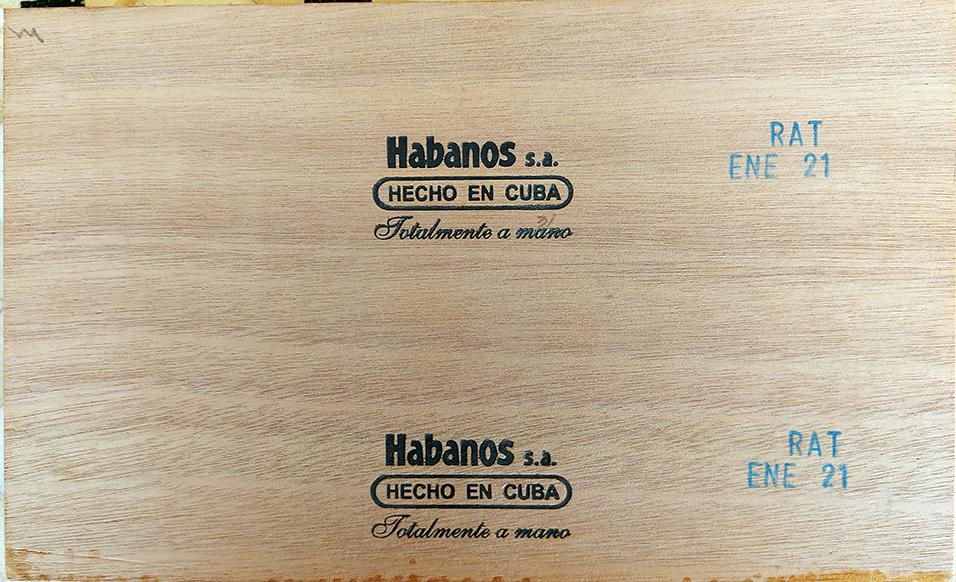 Habanos s.a.
HECHO EN CUBA
Totalmente a mano
RAT
ENE 21
Habanos s.a.
HECHO EN CUBA
Totalmente a mano
RAT
ENE 21